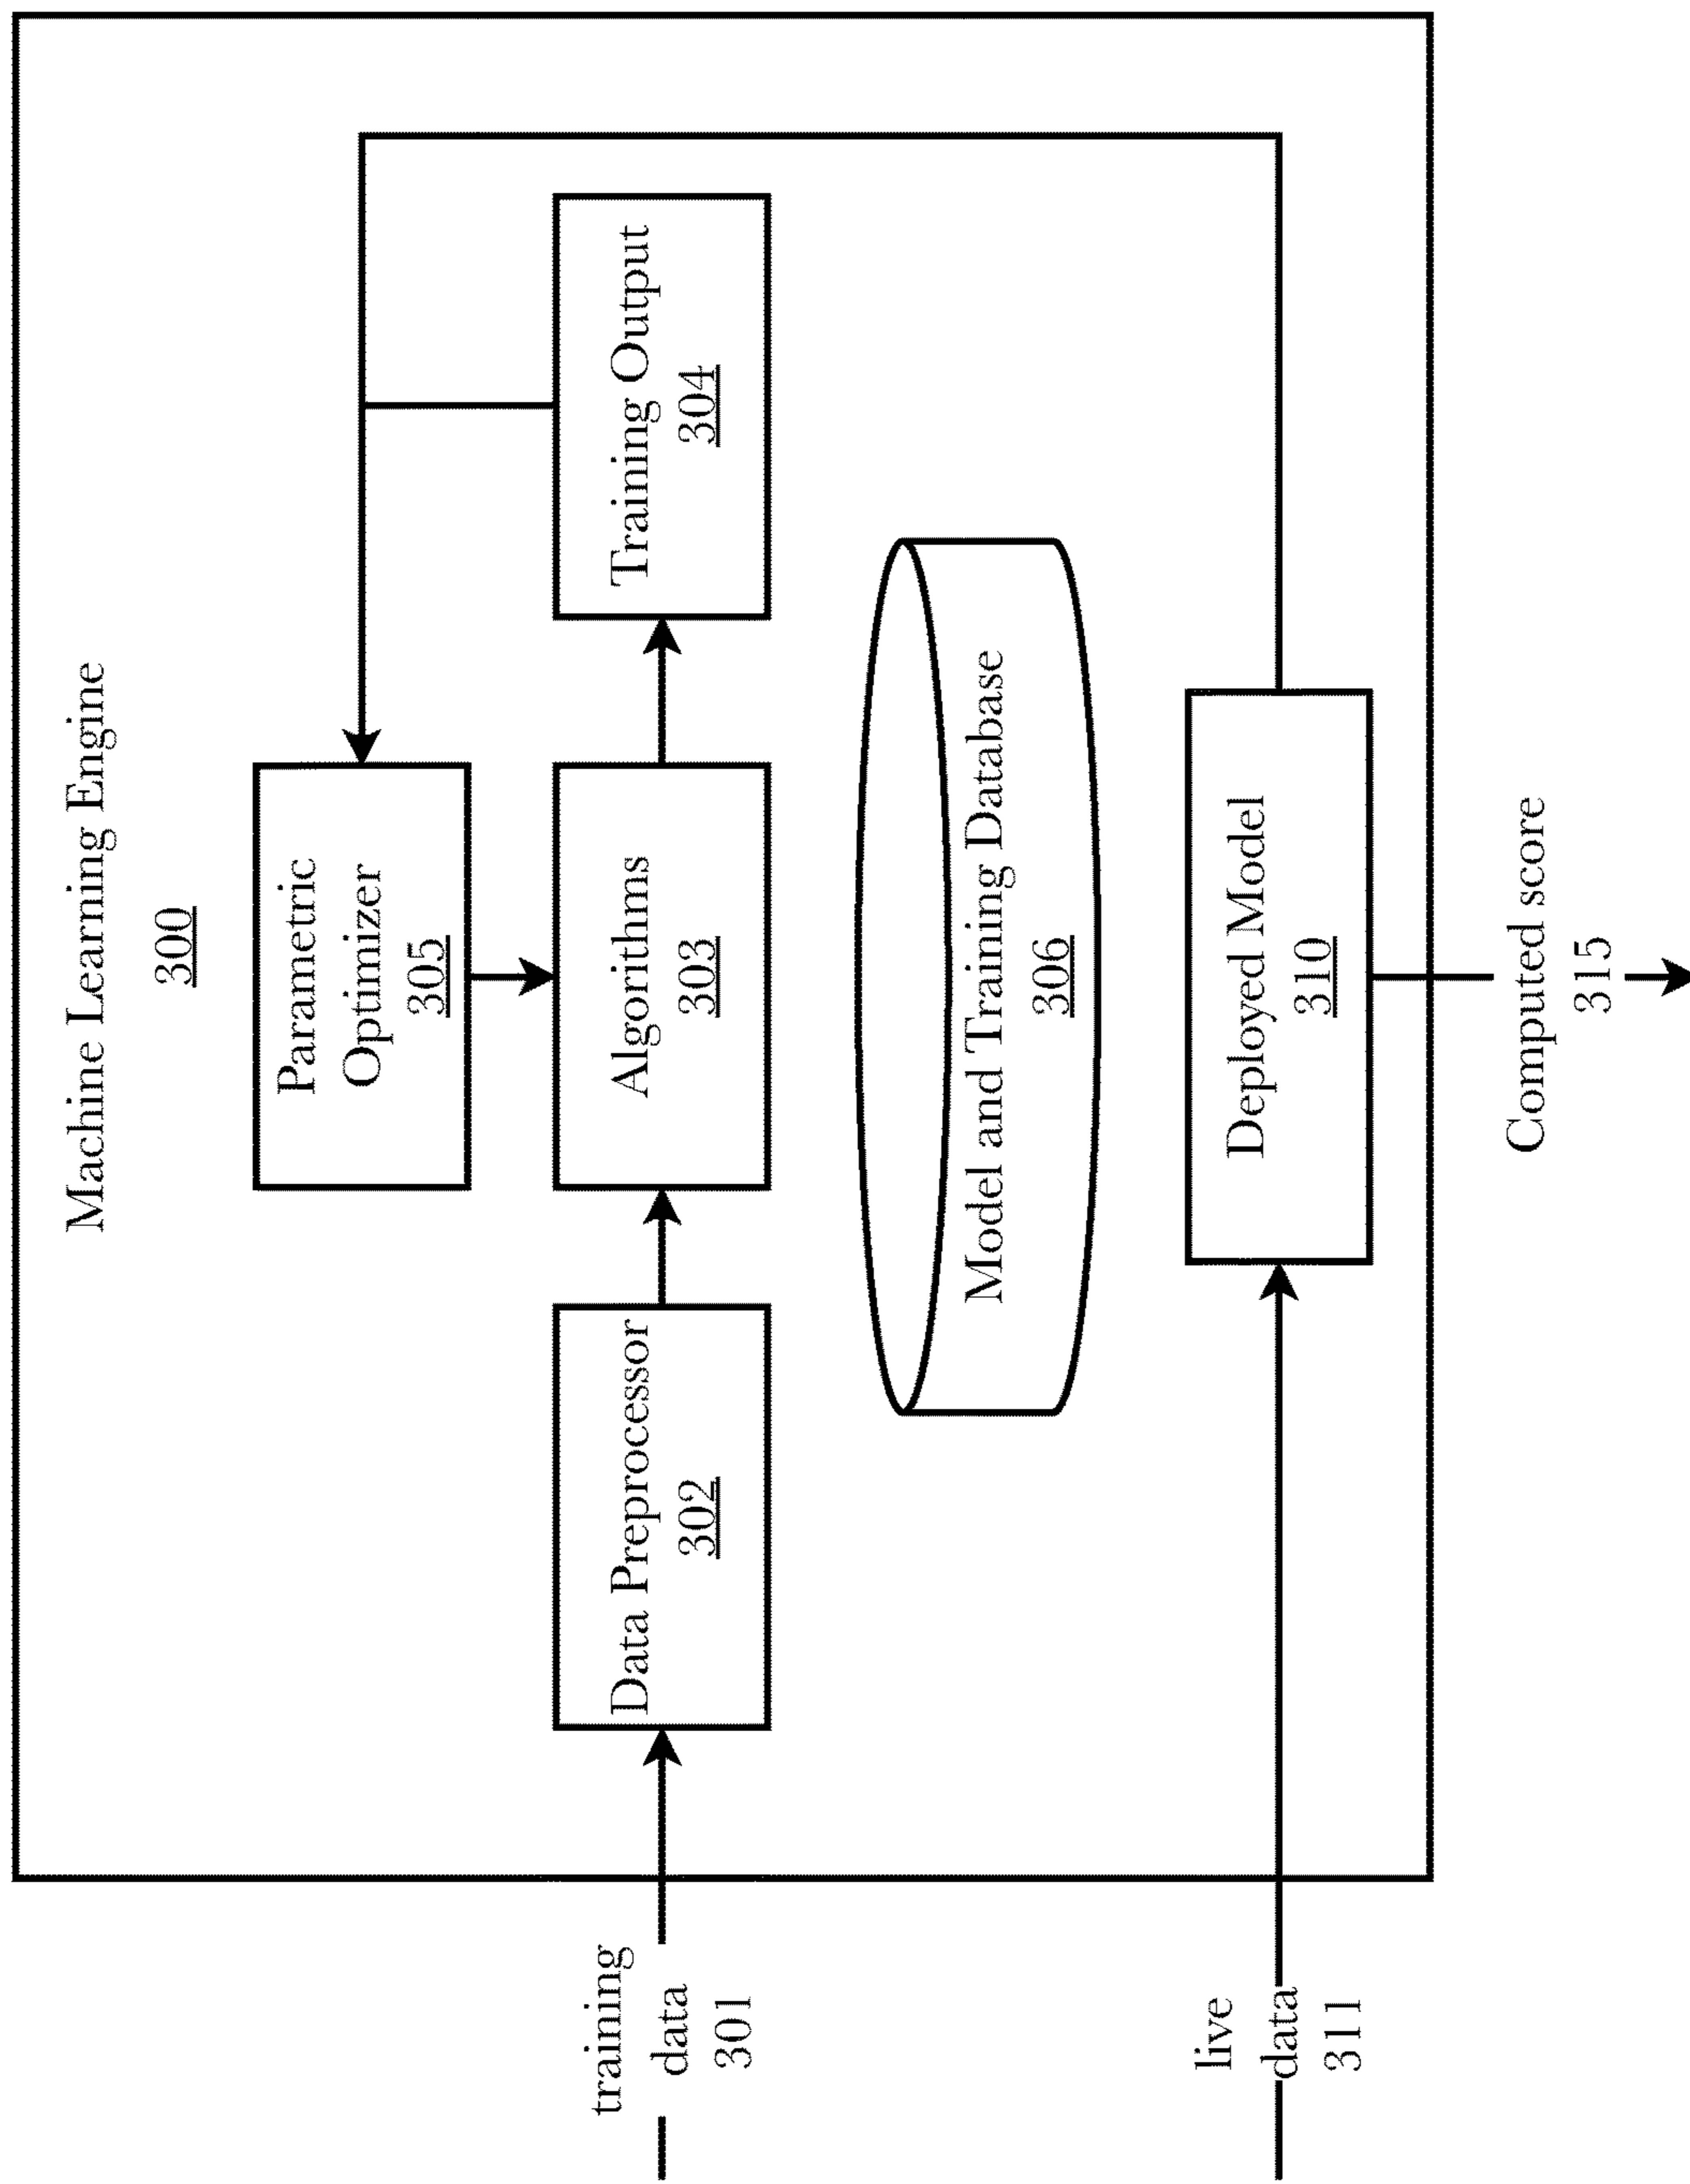 Machine Learning Engine
300
Parametric
Optimizer
305
training
data
301
Data Preprocessor
302
Algorithms
303
Training Output
304
Model and Training Database
306
live
data
311
Deployed Model
310
Computed score
315